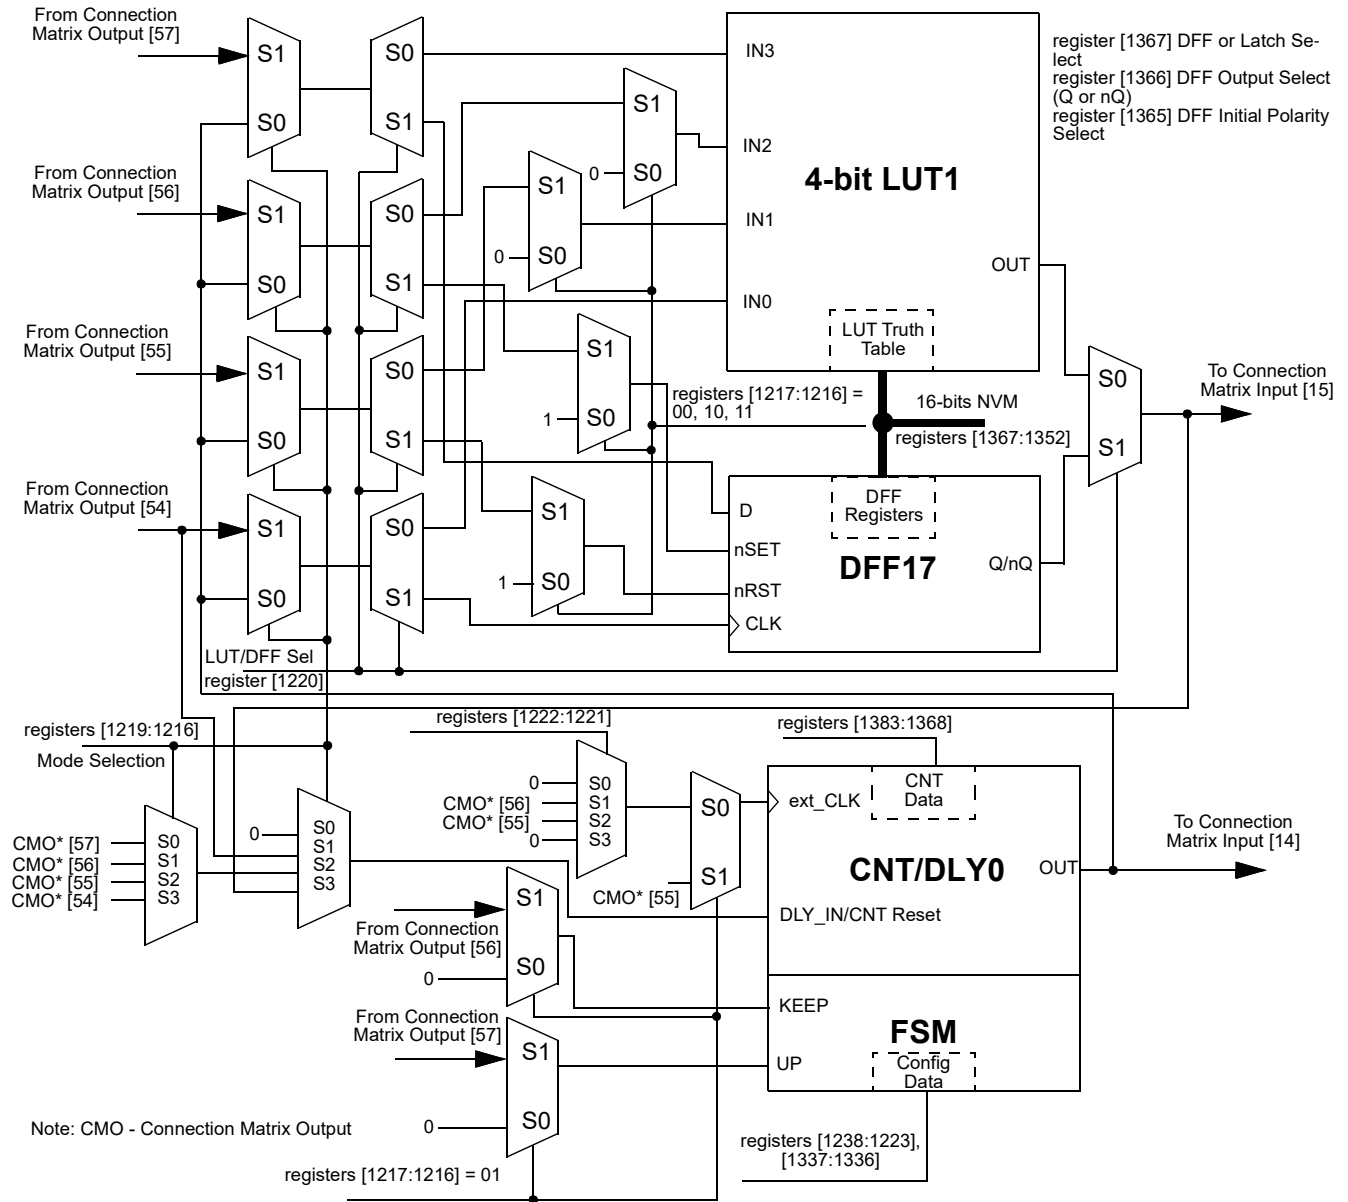 From Connection
Matrix Output [57]
S1
S0
S0
S1
From Connection
Matrix Output [56]
S1
S0
S0
S1
From Connection
Matrix Output [55]
S1
S0
S0
S1
From Connection
Matrix Output [54]
S1
S0
S0
S1
S1
0
S0
S1
0
S0
S1
1
S0
S1
1
S0
IN3
IN2
IN1
IN0
4-bit LUT1
OUT
LUT Truth
Table
register [1367] DFF or Latch Se-
lect
register [1366] DFF Output Select
(Q or nQ)
register [1365] DFF Initial Polarity
Select
registers [1217:1216] =
00, 10, 11
16-bits NVM
registers [1367:1352]
DFF
Registers
D
nSET
nRST
CLK
DFF17
Q/nQ
S0
S1
To Connection
Matrix Input [15]
LUT/DFF Sel
register [1220]
registers [1219:1216]
Mode Selection
CMO* [57]
CMO* [56]
CMO* [55]
CMO* [54]
S0
S1
S2
S3
0
S0
S1
S2
S3
registers [1222:1221]
0
CMO* [56]
CMO* [55]
0
S0
S1
S2
S3
S0
S1
CMO* [55]
registers [1383:1368]
CNT
Data
ext_CLK
CNT/DLY0
OUT
DLY_IN/CNT Reset
To Connection
Matrix Input [14]
From Connection
Matrix Output [56]
S1
0
S0
KEEP
FSM
UP
Config
Data
From Connection
Matrix Output [57]
S1
0
S0
Note: CMO - Connection Matrix Output
registers [1217:1216] = 01
registers [1238:1223],
[1337:1336]